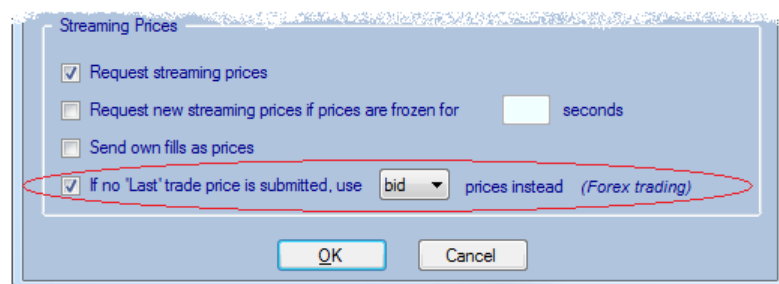 Streaming Prices
Request streaming prices
Request new streaming prices if prices are frozen for seconds
Send own fills as prices
If no 'Last' trade price is submitted, use bid prices instead (Forex trading)
OK Cancel